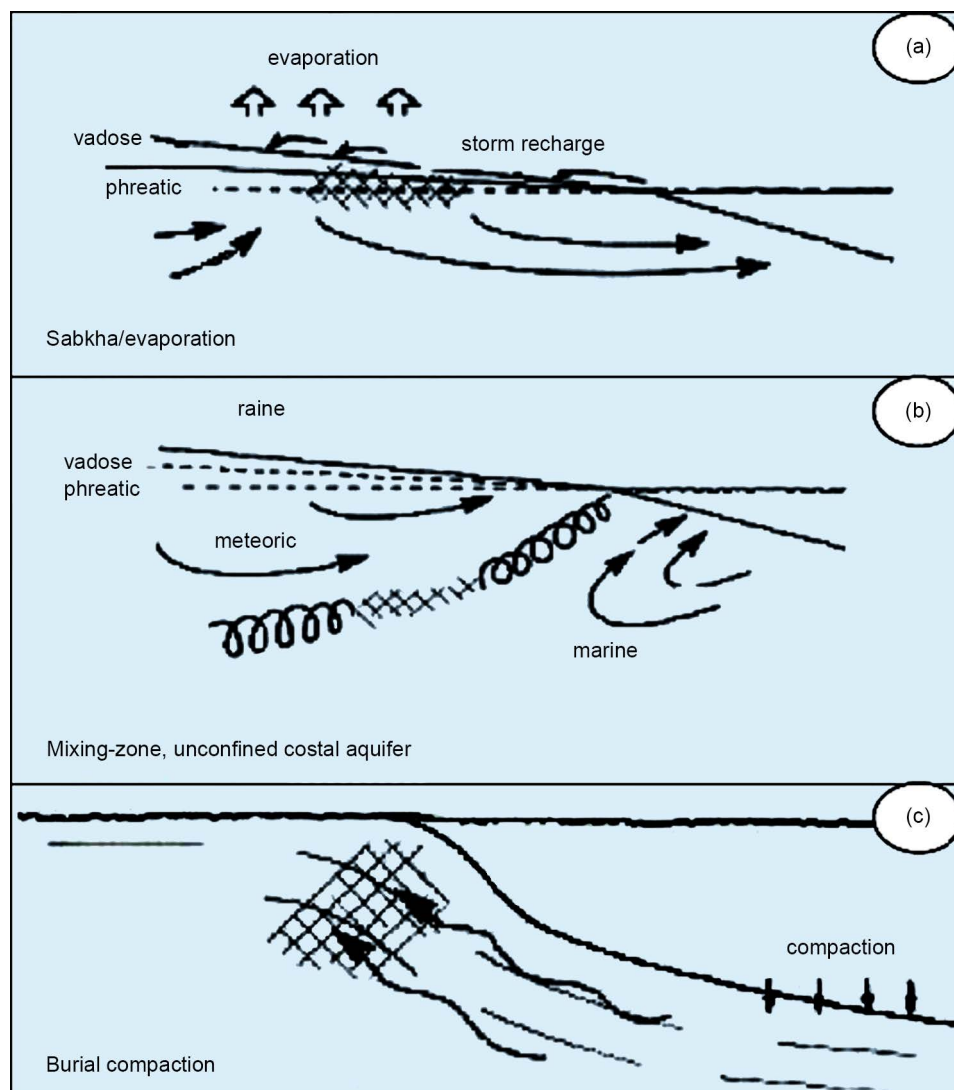 (a)
evaporation
vadose
storm recharge
phreatic
Sabkha/evaporation
(b)
raine
vadose
phreatic
meteoric
marine
Mixing-zone, unconfined costal aquifer
(c)
compaction
Burial compaction